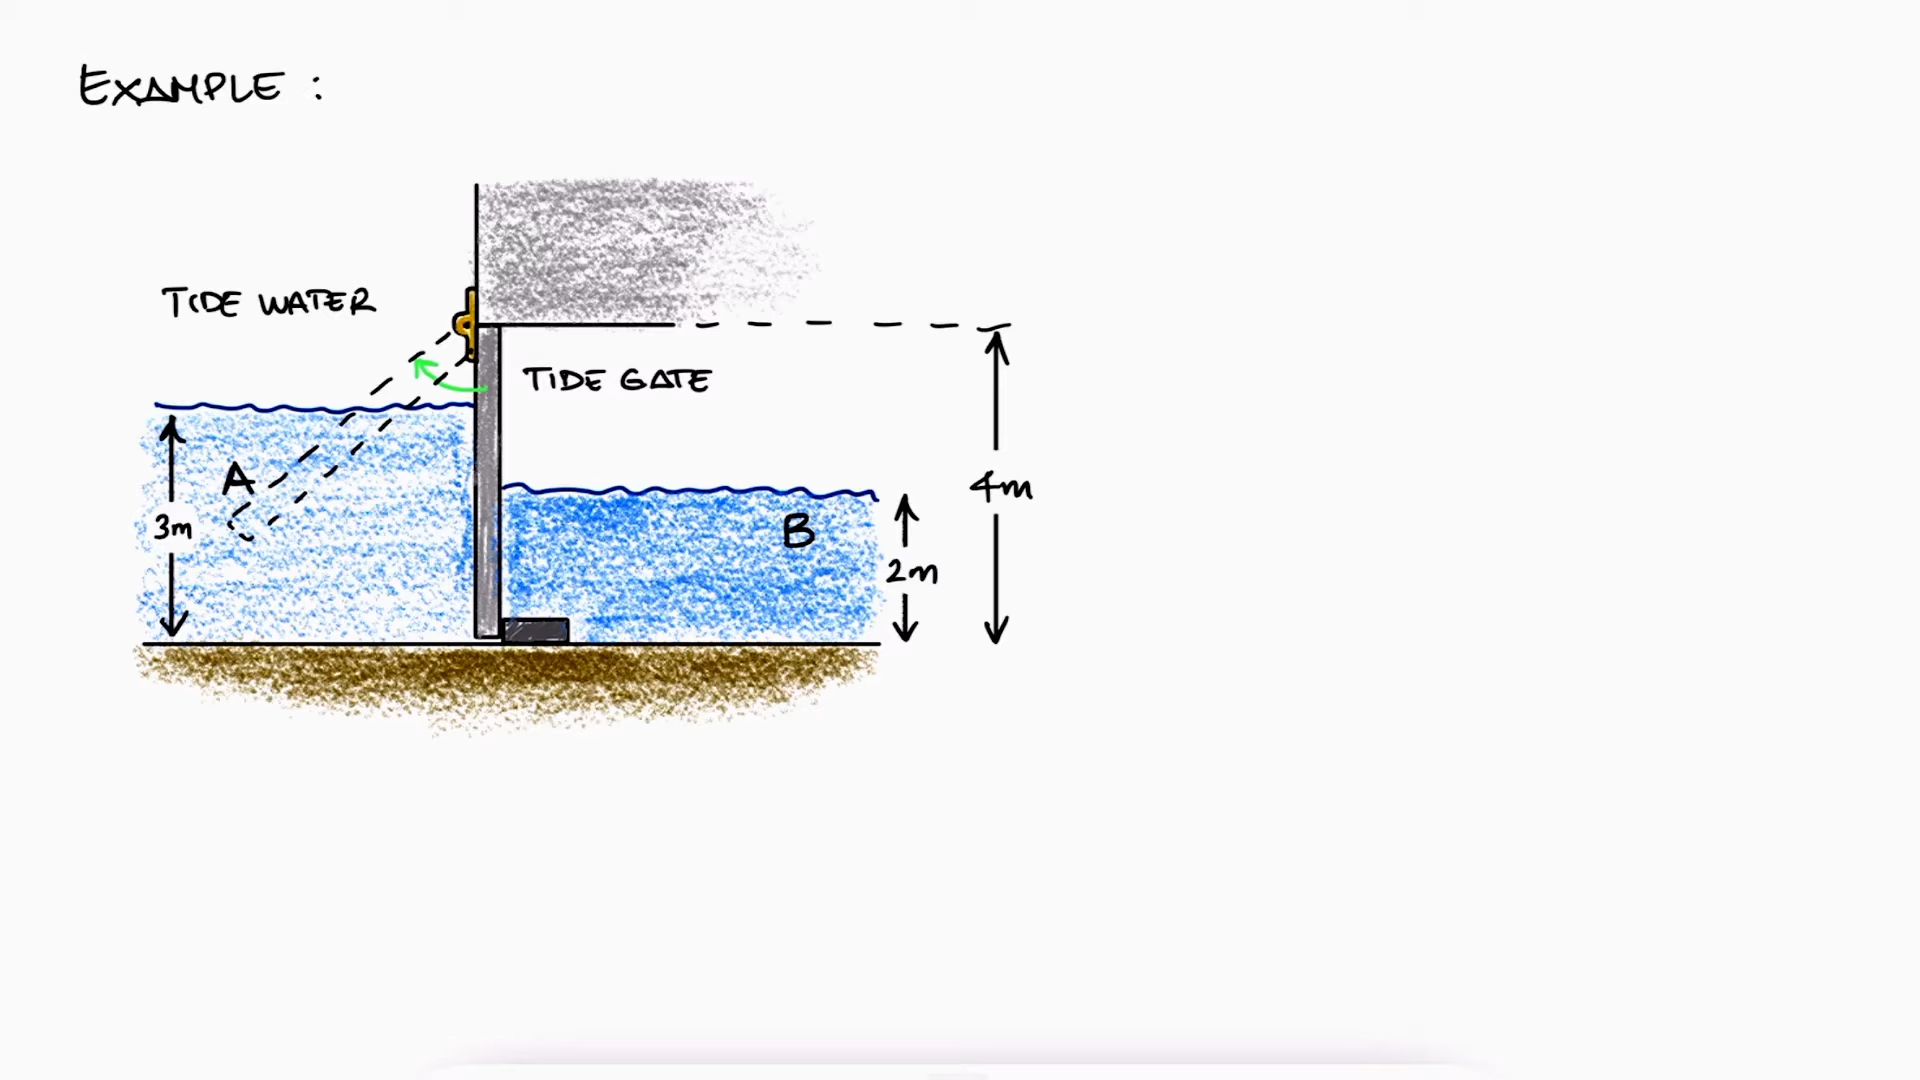 EXAMPLE :
TIDE WATER
TIDE GATE
A
4m
3m
B
2m